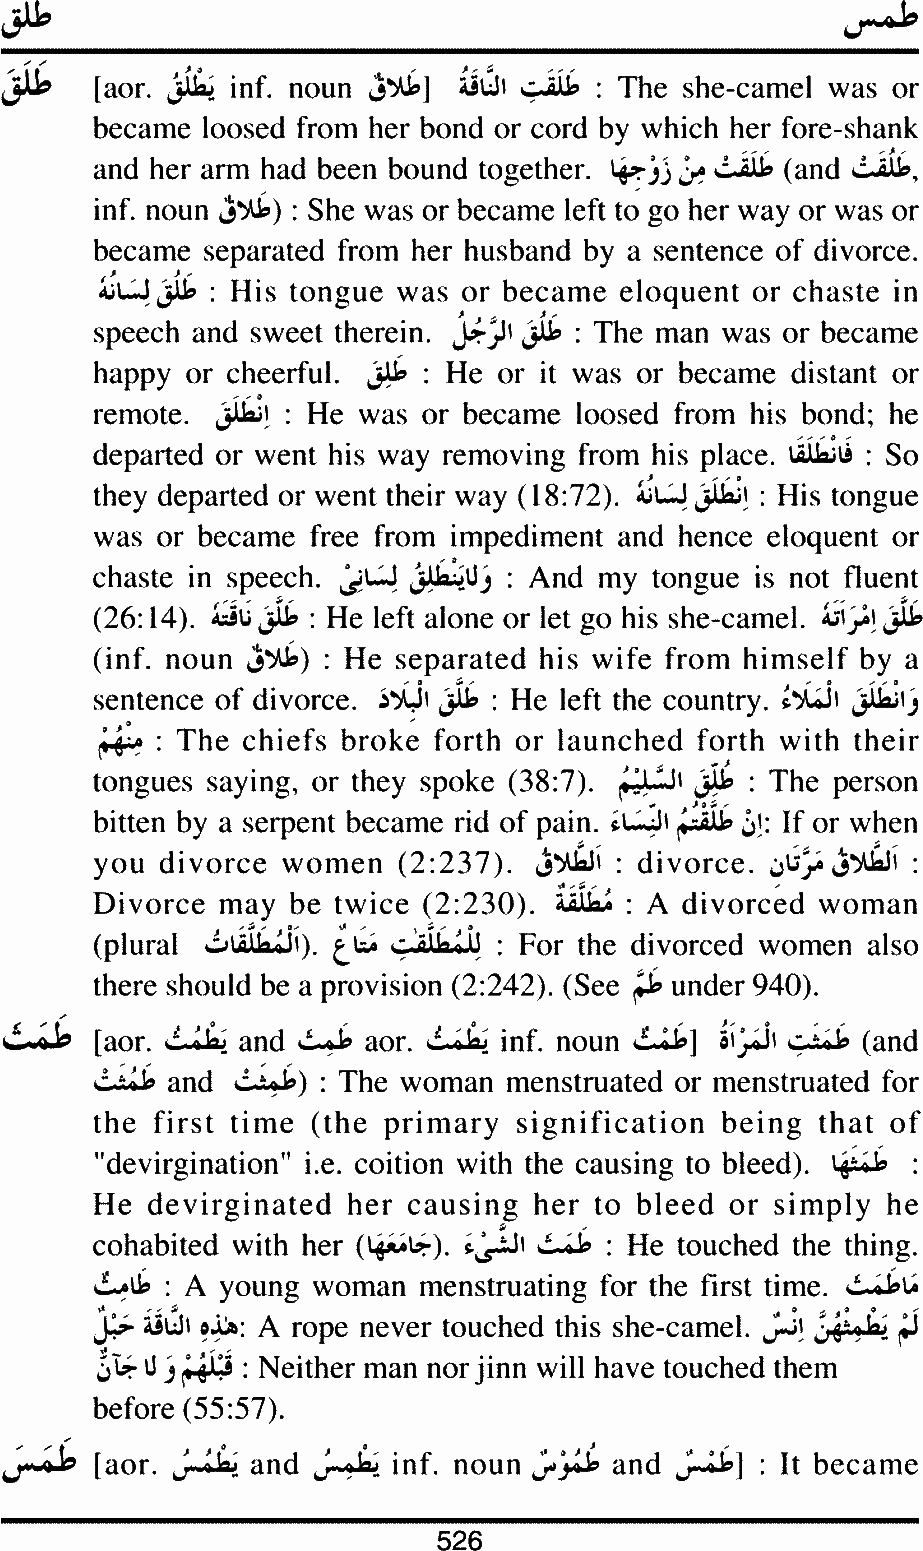 طلق طمس
طَلَقَ [aor. يَطْلُقُ inf. noun طَلَاقٌ] طَلَقَتِ النَّاقَةُ : The she-camel was or
became loosed from her bond or cord by which her fore-shank
and her arm had been bound together. طَلَقَتْ مِنْ زَوْجِهَا (and طَلُقَتْ,
inf. noun طَلَاقٌ) : She was or became left to go her way or was or
became separated from her husband by a sentence of divorce.
طَلُقَ لِسَانُهُ : His tongue was or became eloquent or chaste in
speech and sweet therein. طَلُقَ الرَّجُلُ : The man was or became
happy or cheerful. طَلِقَ : He or it was or became distant or
remote. اِنْطَلَقَ : He was or became loosed from his bond; he
departed or went his way removing from his place. فَانْطَلَقَا : So
they departed or went their way (18:72). اِنْطَلَقَ لِسَانُهُ : His tongue
was or became free from impediment and hence eloquent or
chaste in speech. وَلَايَنْطَلِقُ لِسَانِىْ : And my tongue is not fluent
(26:14). طَلَّقَ نَاقَتَهُ : He left alone or let go his she-camel. طَلَّقَ اِمْرَاَتَهُ
(inf. noun طَلَاقٌ) : He separated his wife from himself by a
sentence of divorce. طَلَّقَ الْبِلَادَ : He left the country. وَانْطَلَقَ الْمَلَاءُ
مِنْهُمْ : The chiefs broke forth or launched forth with their
tongues saying, or they spoke (38:7). طُلِّقَ السَّلِيْمُ : The person
bitten by a serpent became rid of pain. اِنْ طَلَّقْتُمُ النِّسَاءَ: If or when
you divorce women (2:237). اَلطَّلَاقُ : divorce. اَلطَّلَاقُ مَرَّتَانِ :
Divorce may be twice (2:230). مُطَلَّقَةٌ : A divorced woman
(plural اَلْمُطَلَّقَاتُ). لِلْمُطَلَّقٰتِ مَتَاعٌ : For the divorced women also
there should be a provision (2:242). (See طَمَّ under 940).
طَمَثَ [aor. يَطْمُثُ and طَمِثَ aor. يَطْمَثُ inf. noun طَمْثٌ] طَمَثَتِ الْمَرْاَةُ (and
طَمَثَتْ and طَمِثَتْ) : The woman menstruated or menstruated for
the first time (the primary signification being that of
"devirgination" i.e. coition with the causing to bleed). طَمَثَهَا :
He devirginated her causing her to bleed or simply he
cohabited with her (جَامَعَهَا). طَمَثَ الشَّىْءَ : He touched the thing.
طَامِثٌ : A young woman menstruating for the first time. مَاطَمَثَ
هٰذِهِ النَّاقَةَ حَبْلٌ: A rope never touched this she-camel. لَمْ يَطْمِثْهُنَّ اِنْسٌ
قَبْلَهُمْ وَ لَا جَآنٌّ : Neither man nor jinn will have touched them
before (55:57).
طَمَسَ [aor. يَطْمُسُ and يَطْمِسُ inf. noun طُمُوْسٌ and طَمْسٌ] : It became
526